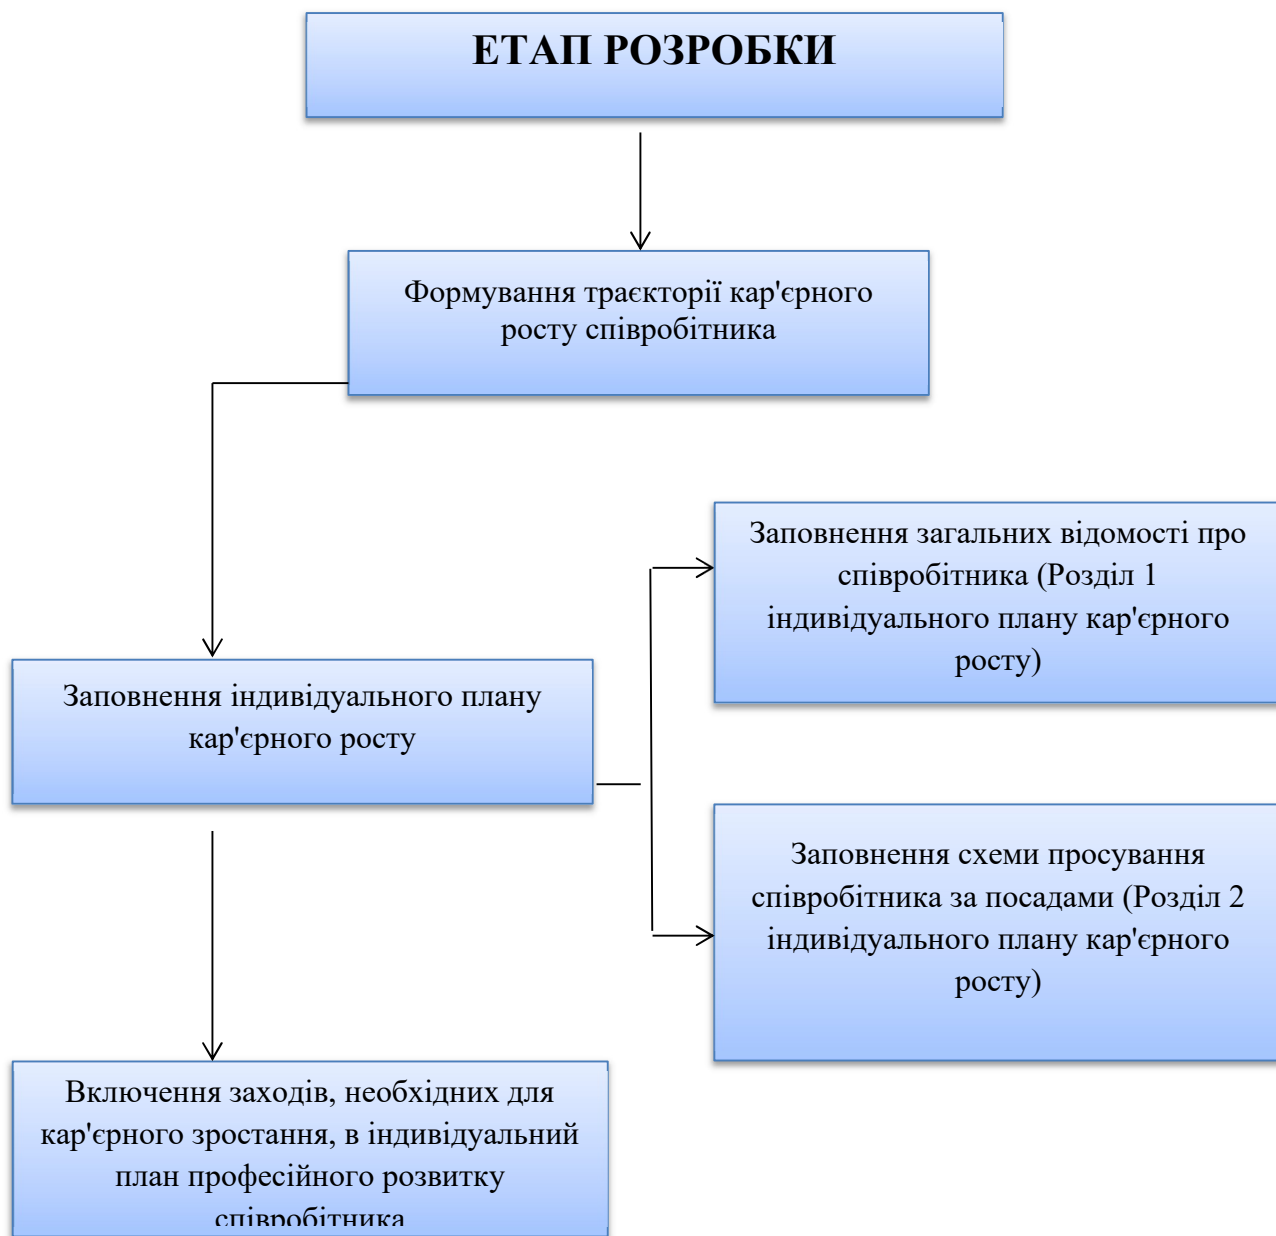 ЕТАП РОЗРОБКИ
Формування траєкторії кар'єрного
росту співробітника
Заповнення загальних відомості про
співробітника (Розділ 1
індивідуального плану кар'єрного
росту)
Заповнення індивідуального плану
кар'єрного росту
Заповнення схеми просування
співробітника за посадами (Розділ 2
індивідуального плану кар'єрного
росту)
Включення заходів, необхідних для
кар'єрного зростання, в індивідуальний
план професійного розвитку
співробітника